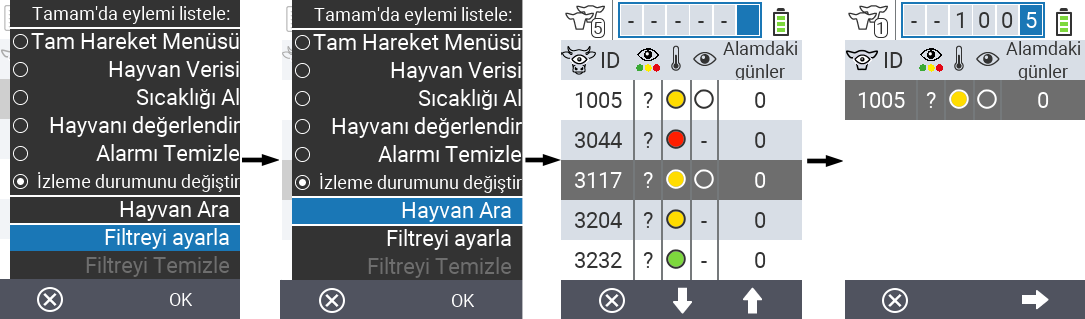 Tamam'da eylemi listele:
Tam Hareket Menüsü
Hayvan Verisi
Sıcaklığı Al
Hayvanı değerlendir
Alarmı Temizle
İzleme durumunu değiştir
Hayvan Ara
Filtreyi ayarla
Filtreyi Temizle
OK
Tamam'da eylemi listele:
Tam Hareket Menüsü
Hayvan Verisi
Sıcaklığı Al
Hayvanı değerlendir
Alarmı Temizle
İzleme durumunu değiştir
Hayvan Ara
Filtreyi ayarla
Filtreyi Temizle
OK
5 - - - - -
ID Alamdaki
günler
1005 ? 0
3044 ? - 0
3117 ? 0
3204 ? - 0
3232 ? - 0
1 - - 1 0 0 5
ID Alamdaki
günler
1005 ? 0